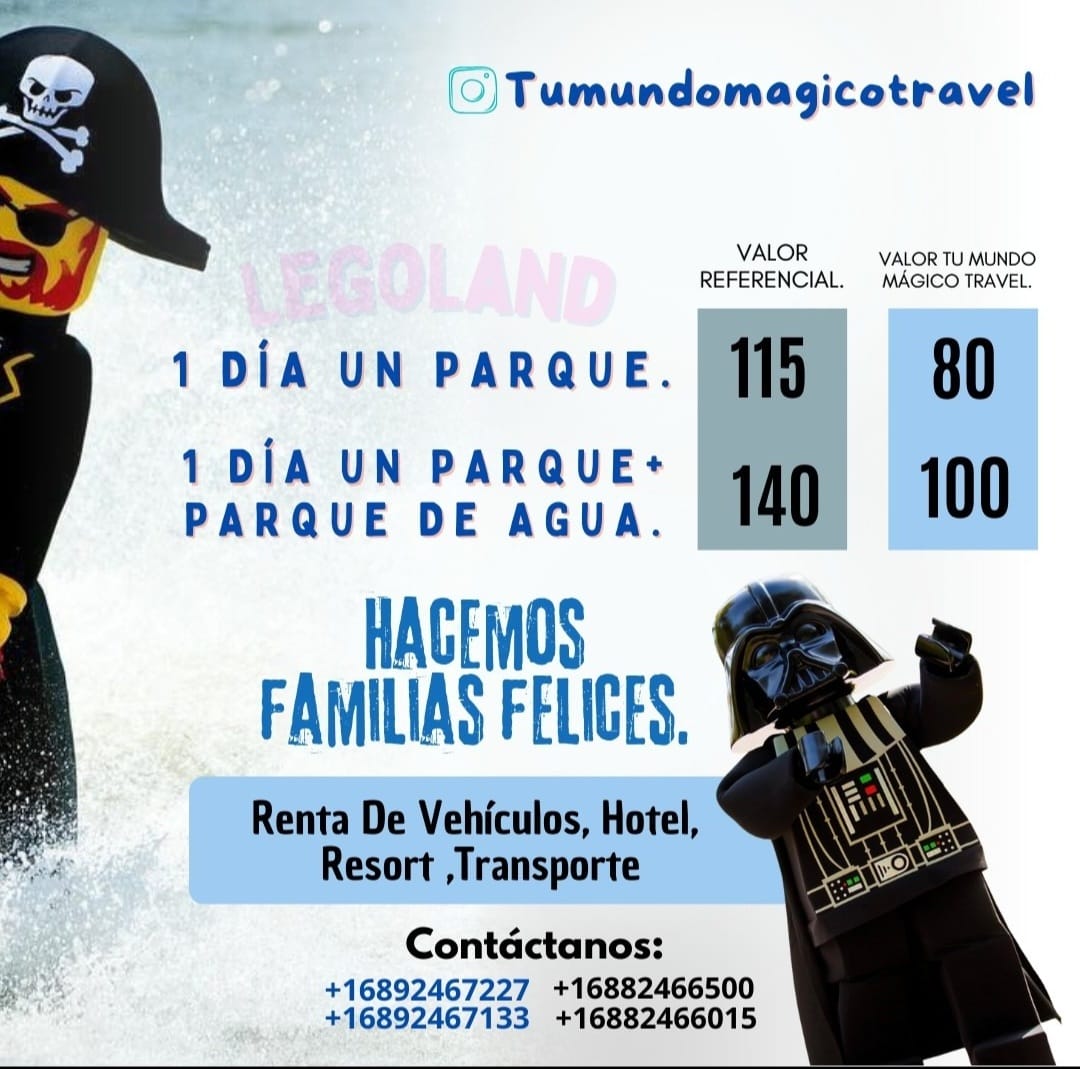 Tumundomagicotravel
LEGOLAND
VALOR
REFERENCIAL.
VALOR TU MUNDO
MÁGICO TRAVEL.
1 DÍA UN PARQUE.
115
80
1 DÍA UN PARQUE+
PARQUE DE AGUA.
140
100
HACEMOS
FAMILIAS FELICES.
Renta De Vehículos, Hotel,
Resort ,Transporte
Contáctanos:
+16892467227 +16882466500
+16892467133 +16882466015